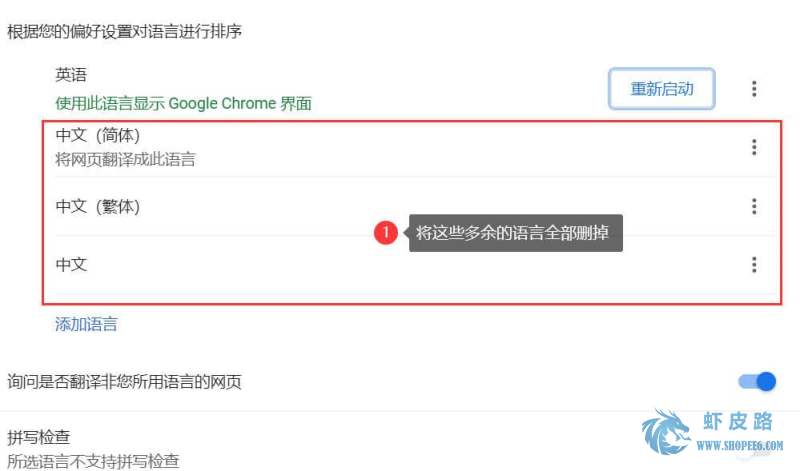 根据您的偏好设置对语言进行排序
英语
使用此语言显示 Google Chrome 界面
重新启动
中文（简体）
将网页翻译成此语言
中文（繁体）
1 将这些多余的语言全部删掉
中文
添加语言
询问是否翻译非您所用语言的网页
拼写检查
所选语言不支持拼写检查
虾皮路
WWW.SHOPEE6.COM